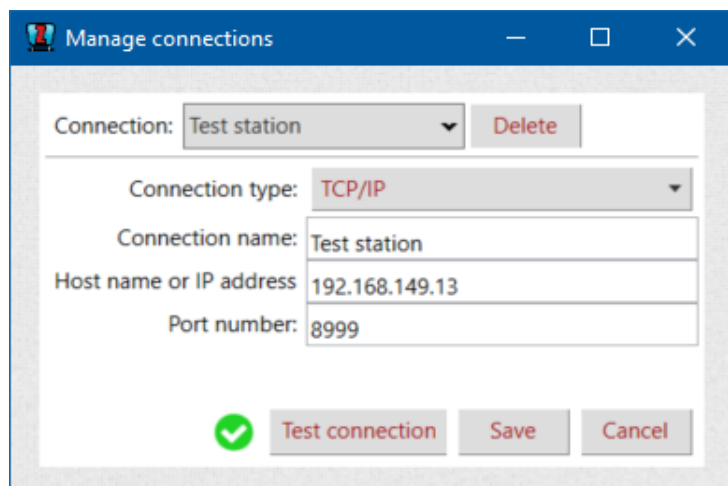 Manage connections
Connection: Test station Delete
Connection type: TCP/IP
Connection name: Test station
Host name or IP address 192.168.149.13
Port number: 8999
Test connection Save Cancel